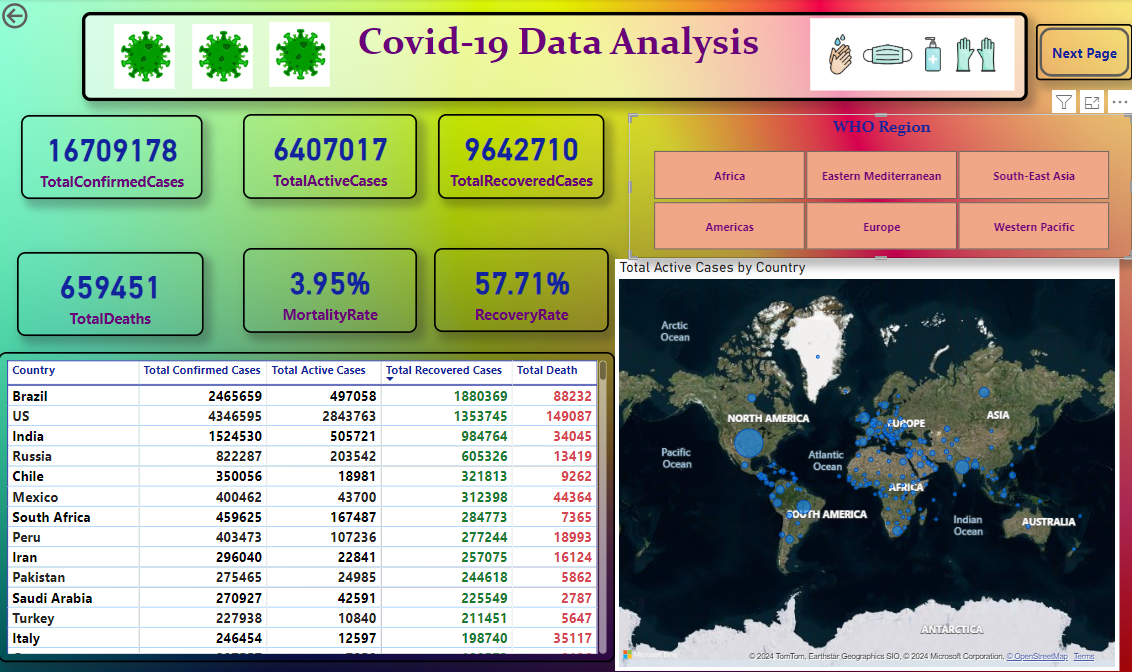 Covid-19 Data Analysis
Next Page
16709178
TotalConfirmedCases
6407017
TotalActiveCases
9642710
TotalRecoveredCases
WHO Region
Africa
Eastern Mediterranean
South-East Asia
Americas
Europe
Western Pacific
659451
TotalDeaths
3.95%
MortalityRate
57.71%
RecoveryRate
Country Total Confirmed Cases Total Active Cases Total Recovered Cases Total Death
Brazil 2465659 497058 1880369 88232
US 4346595 2843763 1353745 149087
India 1524530 505721 984764 34045
Russia 822287 203542 605326 13419
Chile 350056 18981 321813 9262
Mexico 400462 43700 312398 44364
South Africa 459625 167487 284773 7365
Peru 403473 107236 277244 18993
Iran 296040 22841 257075 16124
Pakistan 275465 24985 244618 5862
Saudi Arabia 270927 42591 225549 2787
Turkey 227938 10840 211451 5647
Italy 246454 12597 198740 35117
Total Active Cases by Country
Arctic
Ocean
NORTH AMERICA
EUROPE
ASIA
Pacific
Ocean
Atlantic
Ocean
AFRICA
SOUTH AMERICA
Indian
Ocean
AUSTRALIA
ANTARCTICA
© 2024 TomTom, Earthstar Geographics SIO, © 2024 Microsoft Corporation, © OpenStreetMap Terms